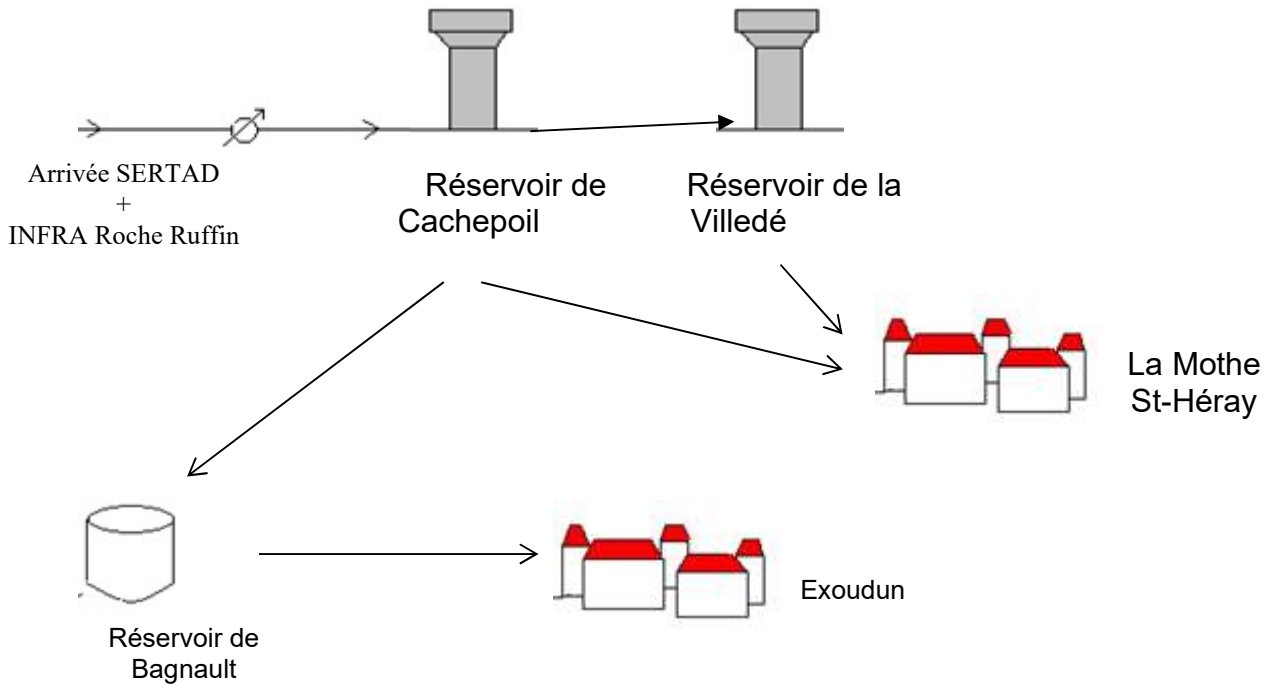 Arrivée SERTAD
+
INFRA Roche Ruffin
Réservoir de
Cachepoil
Réservoir de la
Villedé
La Mothe
St-Héray
Exoudun
Réservoir de
Bagnault